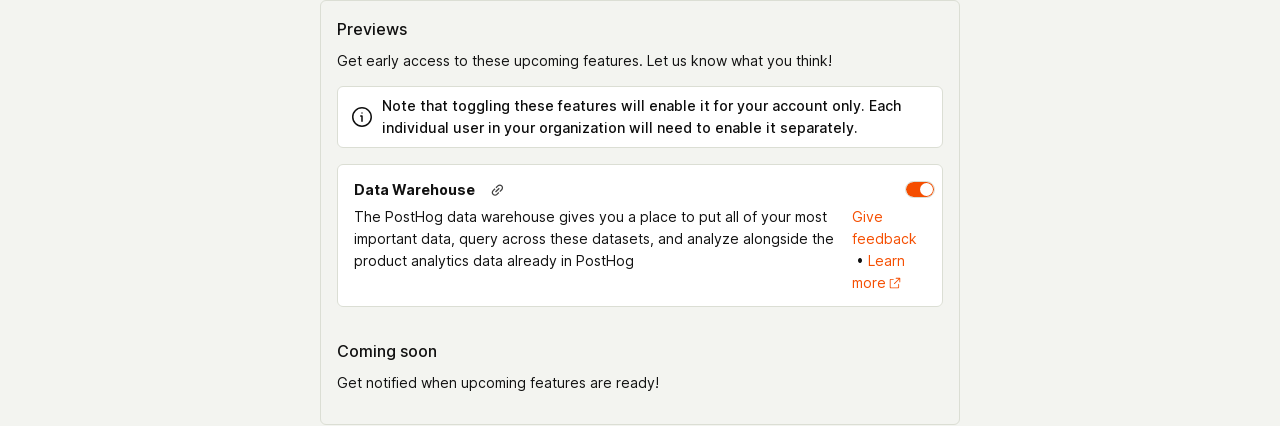 Previews
Get early access to these upcoming features. Let us know what you think!
Note that toggling these features will enable it for your account only. Each
individual user in your organization will need to enable it separately.
Data Warehouse
The PostHog data warehouse gives you a place to put all of your most
important data, query across these datasets, and analyze alongside the
product analytics data already in PostHog
Give
feedback
• Learn
more
Coming soon
Get notified when upcoming features are ready!